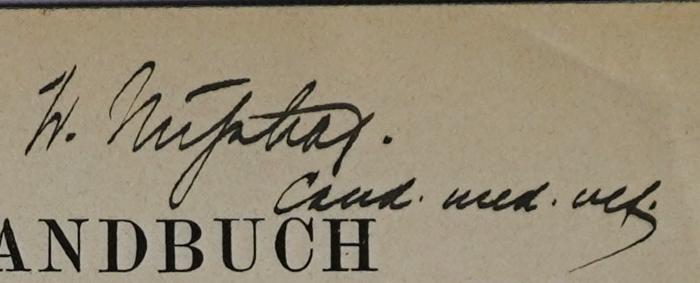 W.
Cand. med. vet.
ANDBUCH